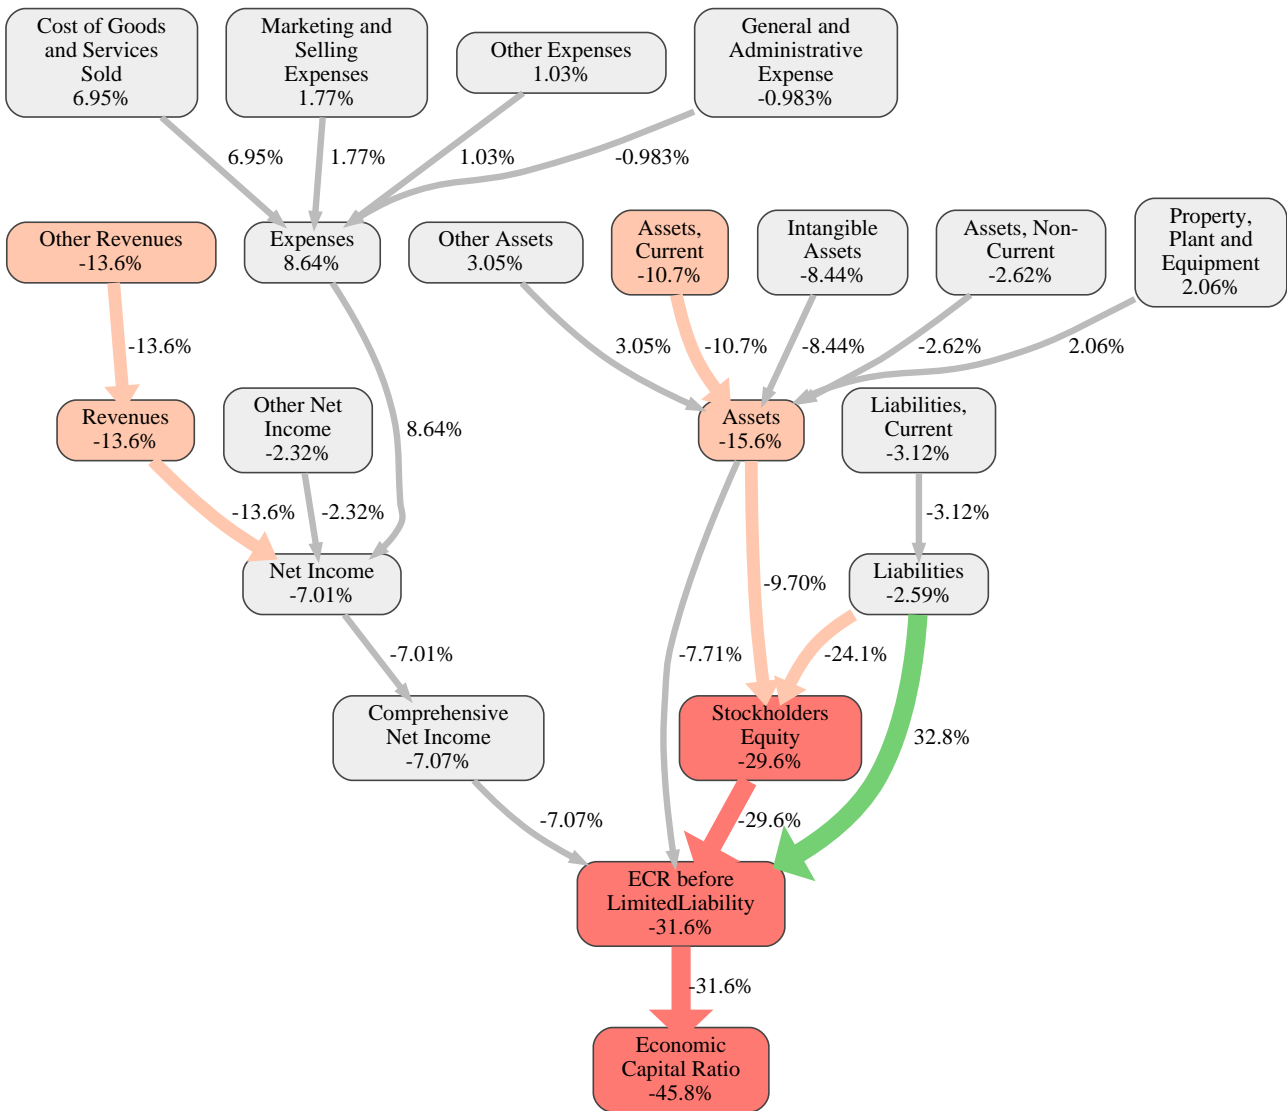 Cost of Goods
and Services
Sold
6.95%
Marketing and
Selling
Expenses
1.77%
Other Expenses
1.03%
General and
Administrative
Expense
-0.983%
6.95%
1.77%
1.03%
-0.983%
Other Revenues
-13.6%
Expenses
8.64%
Other Assets
3.05%
Assets,
Current
-10.7%
Intangible
Assets
-8.44%
Assets, Non-
Current
-2.62%
Property,
Plant and
Equipment
2.06%
-13.6%
3.05%
-10.7%
-8.44%
-2.62%
2.06%
Revenues
-13.6%
Other Net
Income
-2.32%
8.64%
Assets
-15.6%
Liabilities,
Current
-3.12%
-13.6%
-2.32%
-3.12%
Net Income
-7.01%
-9.70%
Liabilities
-2.59%
-7.01%
-7.71%
-24.1%
Comprehensive
Net Income
-7.07%
Stockholders
Equity
-29.6%
32.8%
-7.07%
-29.6%
ECR before
LimitedLiability
-31.6%
-31.6%
Economic
Capital Ratio
-45.8%